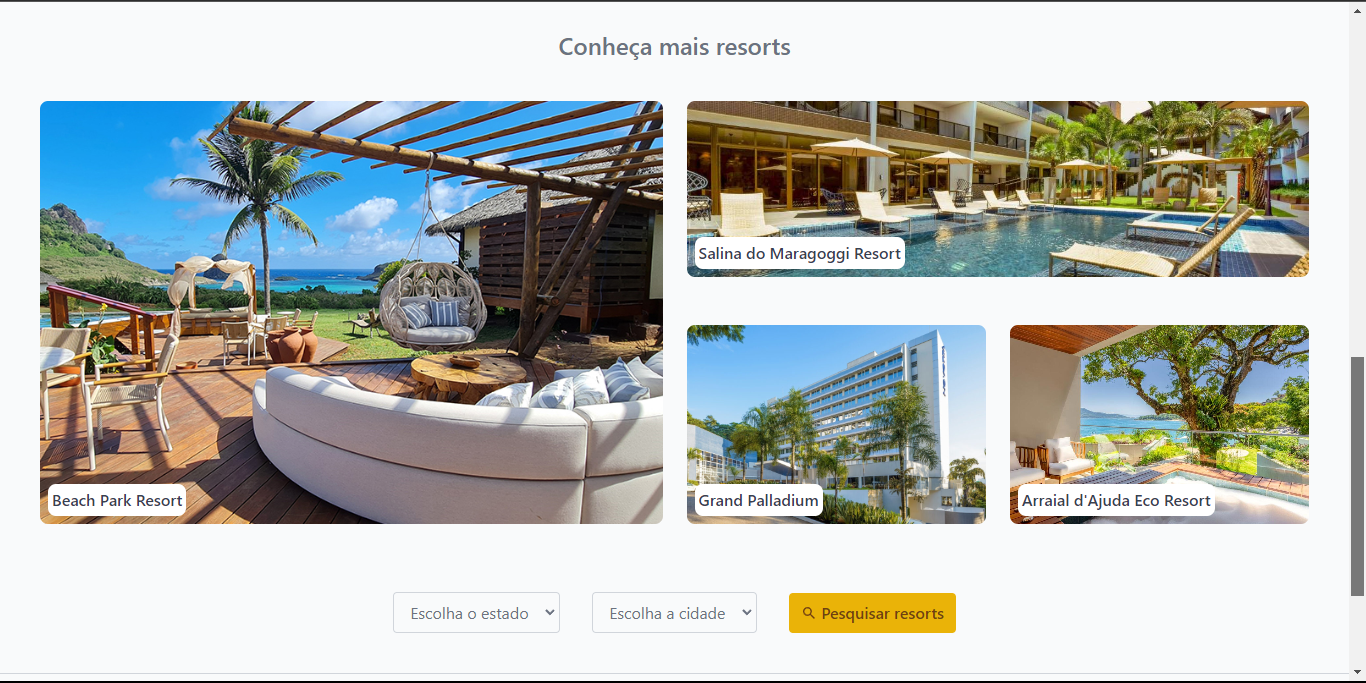 Conheça mais resorts
Beach Park Resort
Salina do Maragoggi Resort
Grand Palladium
Arraial d'Ajuda Eco Resort
Escolha o estado
Escolha a cidade
Pesquisar resorts